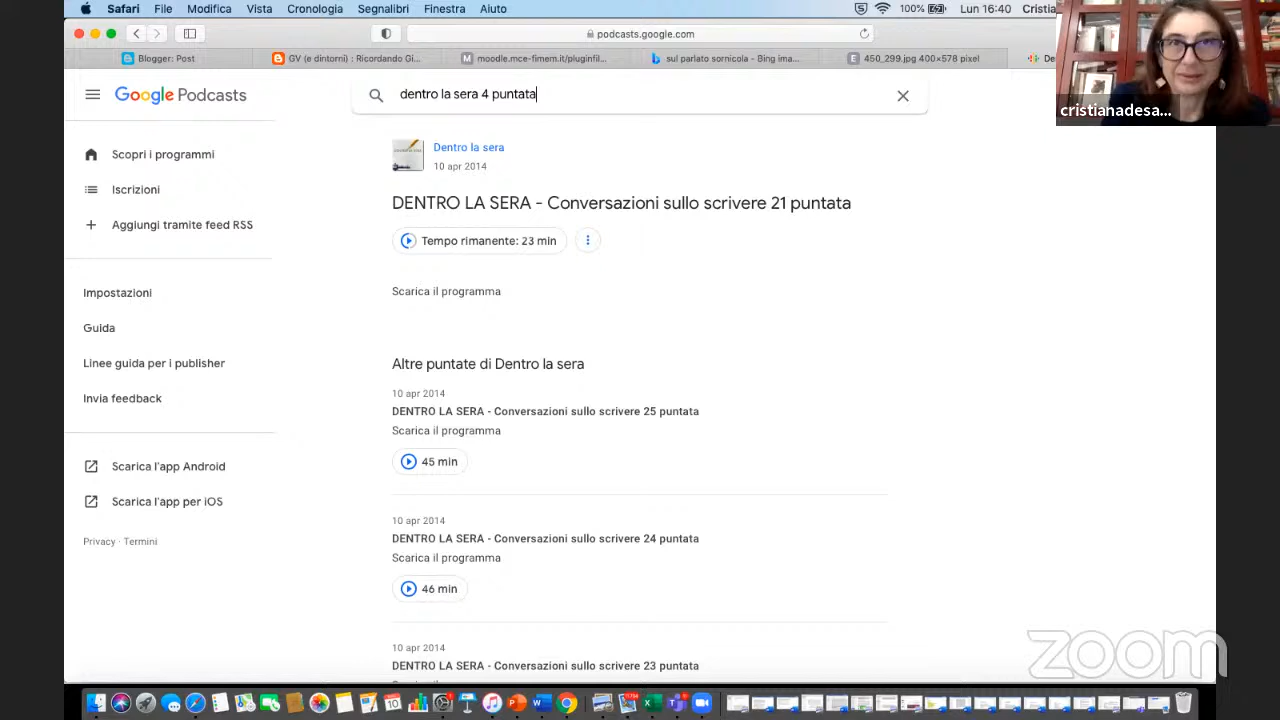 Safari File Modifica Vista Cronologia Segnalibri Finestra Aiuto 100% Lun 16:40 Cristia
podcasts.google.com
Blogger: Post
GV (e dintorni) : Ricordando Gi...
moodle.mce-fimem.it/pluginfil...
sul parlato sornicola - Bing ima...
450_299.jpg 400×578 pixel
De
cristianadesa...
Google Podcasts
dentro la sera 4 puntata
Scopri i programmi
Iscrizioni
Aggiungi tramite feed RSS
Impostazioni
Guida
Linee guida per i publisher
Invia feedback
Scarica l'app Android
Scarica l'app per iOS
Privacy · Termini
Dentro la sera
10 apr 2014
DENTRO LA SERA - Conversazioni sullo scrivere 21 puntata
Tempo rimanente: 23 min
Scarica il programma
Altre puntate di Dentro la sera
10 apr 2014
DENTRO LA SERA - Conversazioni sullo scrivere 25 puntata
Scarica il programma
45 min
10 apr 2014
DENTRO LA SERA - Conversazioni sullo scrivere 24 puntata
Scarica il programma
46 min
10 apr 2014
DENTRO LA SERA - Conversazioni sullo scrivere 23 puntata
zoom